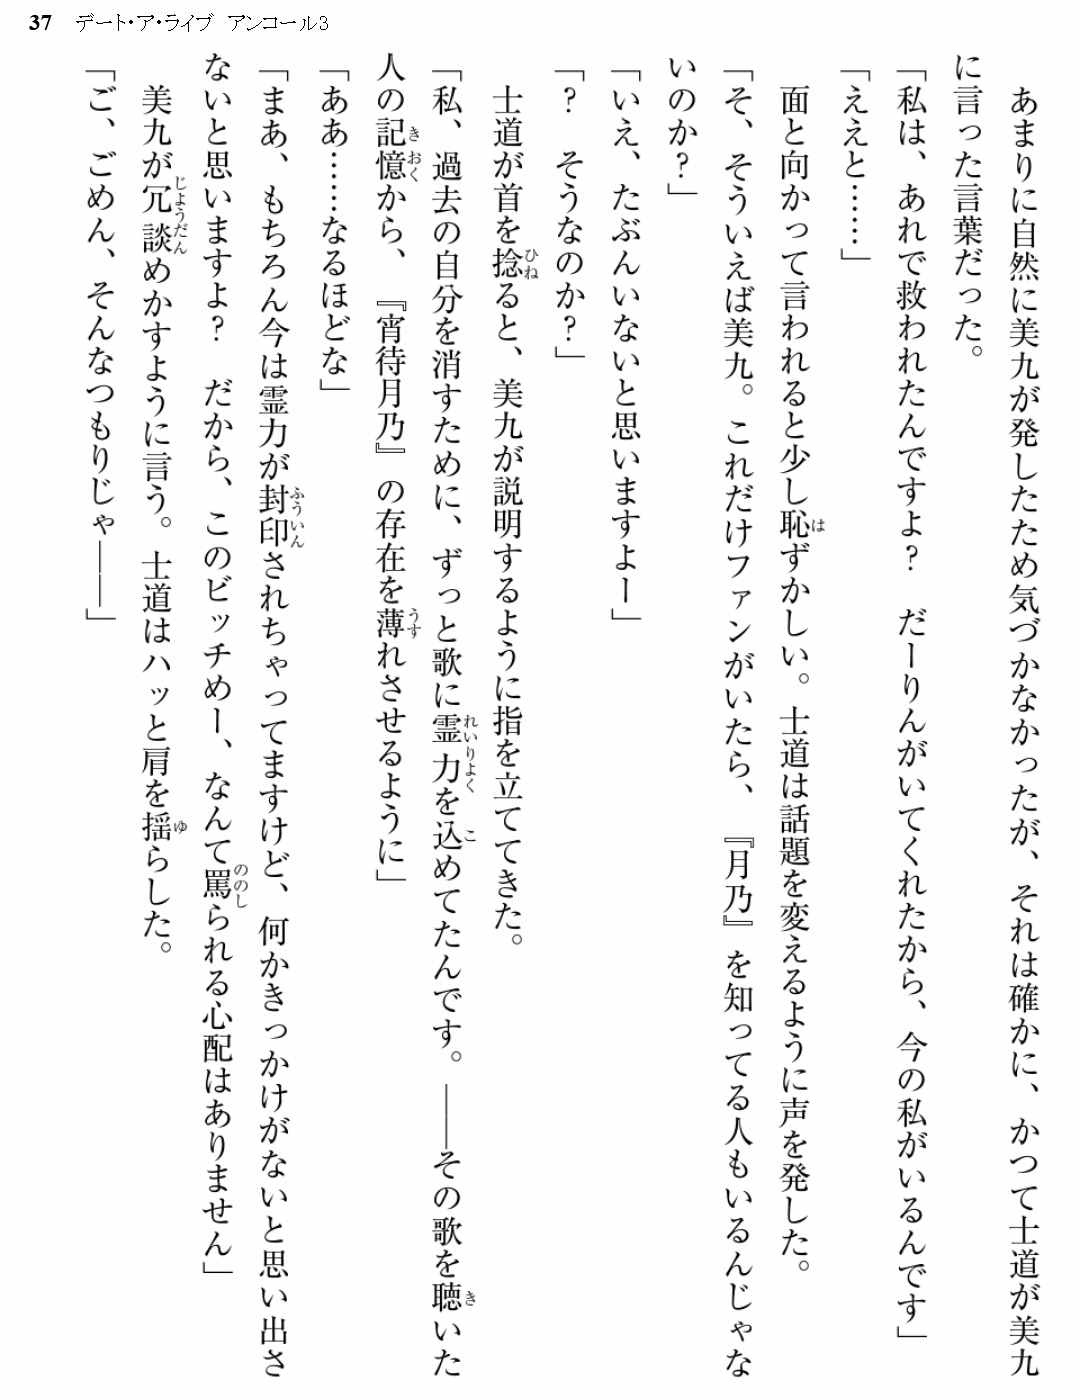 37 デート・ア・ライブ アンコール3
　あまりに自然に美九が発したため気づかなかったが、それは確かに、かつて士道が美九
に言った言葉だった。
「私は、あれで救われたんですよ？　だーりんがいてくれたから、今の私がいるんです」
「ええと……」
　面と向かって言われると少し恥ずかしい。士道は話題を変えるように声を発した。
「そ、そういえば美九。これだけファンがいたら、『月乃』を知ってる人もいるんじゃな
いのか？」
「いえ、たぶんいないと思いますよー」
「？　そうなのか？」
　士道が首を捻ると、美九が説明するように指を立ててきた。
「私、過去の自分を消すために、ずっと歌に霊力を込めてたんです。――その歌を聴いた
人の記憶から、『宵待月乃』の存在を薄れさせるように」
「ああ……なるほどな」
「まあ、もちろん今は霊力が封印されちゃってますけど、何かきっかけがないと思い出さ
ないと思いますよ？　だから、このビッチめー、なんて罵られる心配はありません」
　美九が冗談めかすように言う。士道はハッと肩を揺らした。
「ご、ごめん、そんなつもりじゃ――」